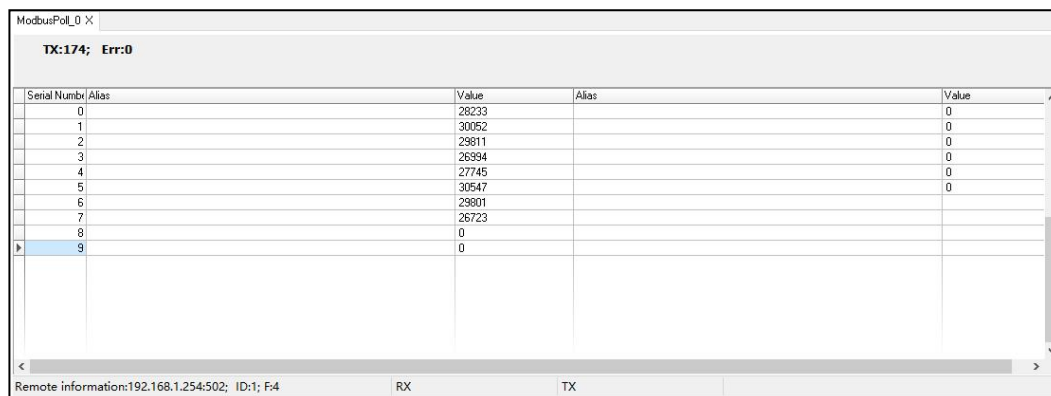 ModbusPoll_0 X
TX:174; Err:0
Serial Numbe Alias Value Alias Value
0 28233 0
1 30052 0
2 29811 0
3 26994 0
4 27745 0
5 30547 0
6 29801
7 26723
8 0
9 0
Remote information:192.168.1.254:502; ID:1; F:4 RX TX